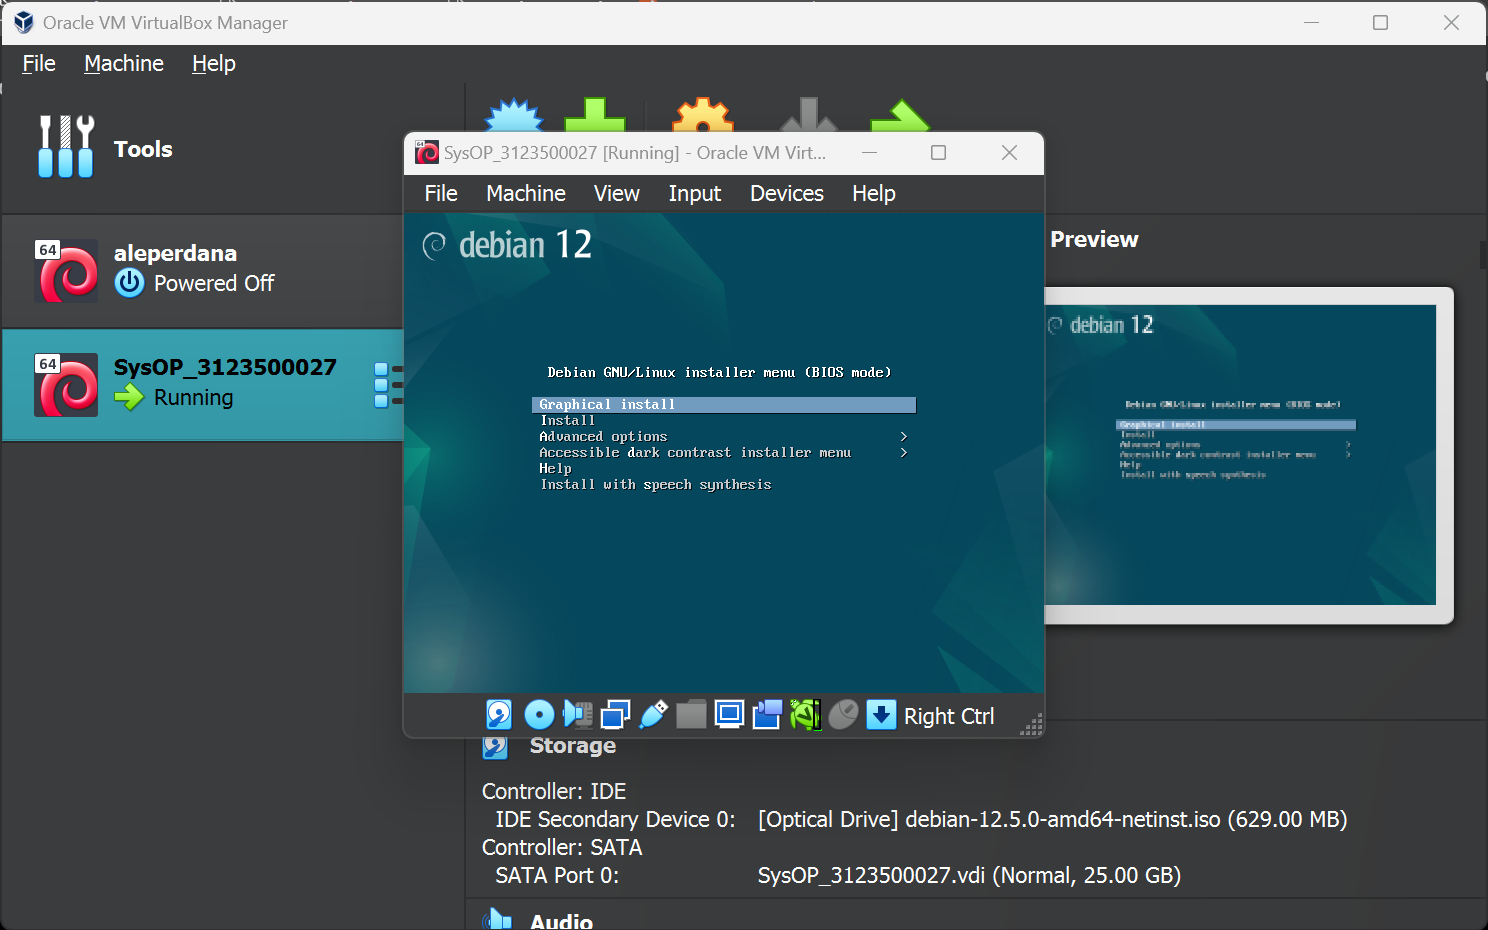 Oracle VM VirtualBox Manager
File Machine Help
Tools
64
aleperdana
Powered Off
64
SysOP_3123500027
Running
64
SysOP_3123500027 [Running] - Oracle VM Virt...
File Machine View Input Devices Help
debian 12
Debian GNU/Linux installer menu (BIOS mode)
Graphical install
Install
Advanced options >
Accessible dark contrast installer menu >
Help
Install with speech synthesis
Right Ctrl
Preview
debian 12
Debian GNU/Linux installer menu (BIOS mode)
Graphical install
Install
Advanced options >
Accessible dark contrast installer menu >
Help
Install with speech synthesis
Storage
Controller: IDE
IDE Secondary Device 0: [Optical Drive] debian-12.5.0-amd64-netinst.iso (629.00 MB)
Controller: SATA
SATA Port 0: SysOP_3123500027.vdi (Normal, 25.00 GB)
Audio